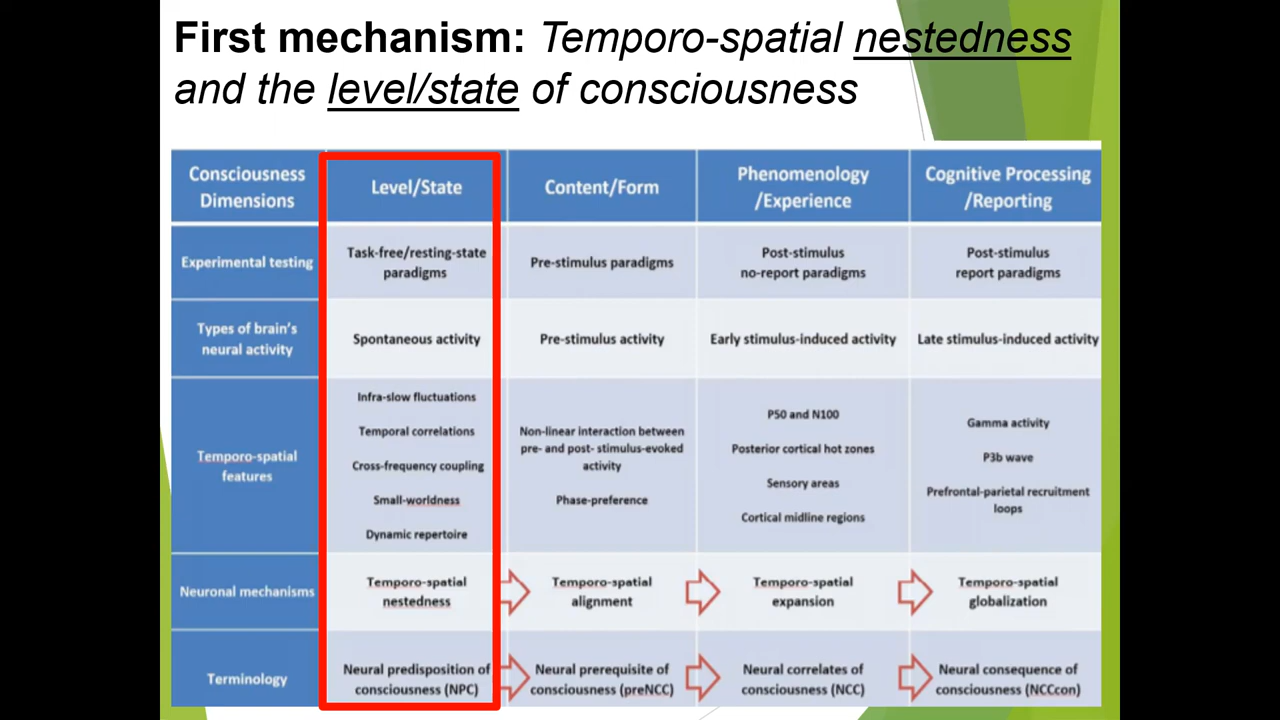 First mechanism: Temporo-spatial nestedness
and the level/state of consciousness
Consciousness
Dimensions
Level/State
Content/Form
Phenomenology
/Experience
Cognitive Processing
/Reporting
Experimental testing
Task-free/resting-state
paradigms
Pre-stimulus paradigms
Post-stimulus
no-report paradigms
Post-stimulus
report paradigms
Types of brain's
neural activity
Spontaneous activity
Pre-stimulus activity
Early stimulus-induced activity
Late stimulus-induced activity
Temporo-spatial
features
Infra-slow fluctuations
Temporal correlations
Cross-frequency coupling
Small-worldness
Dynamic repertoire
Non-linear interaction between
pre- and post- stimulus-evoked
activity
Phase-preference
P50 and N100
Posterior cortical hot zones
Sensory areas
Cortical midline regions
Gamma activity
P3b wave
Prefrontal-parietal recruitment
loops
Neuronal mechanisms
Temporo-spatial
nestedness
Temporo-spatial
alignment
Temporo-spatial
expansion
Temporo-spatial
globalization
Terminology
Neural predisposition of
consciousness (NPC)
Neural prerequisite of
consciousness (preNCC)
Neural correlates of
consciousness (NCC)
Neural consequence of
consciousness (NCCcon)